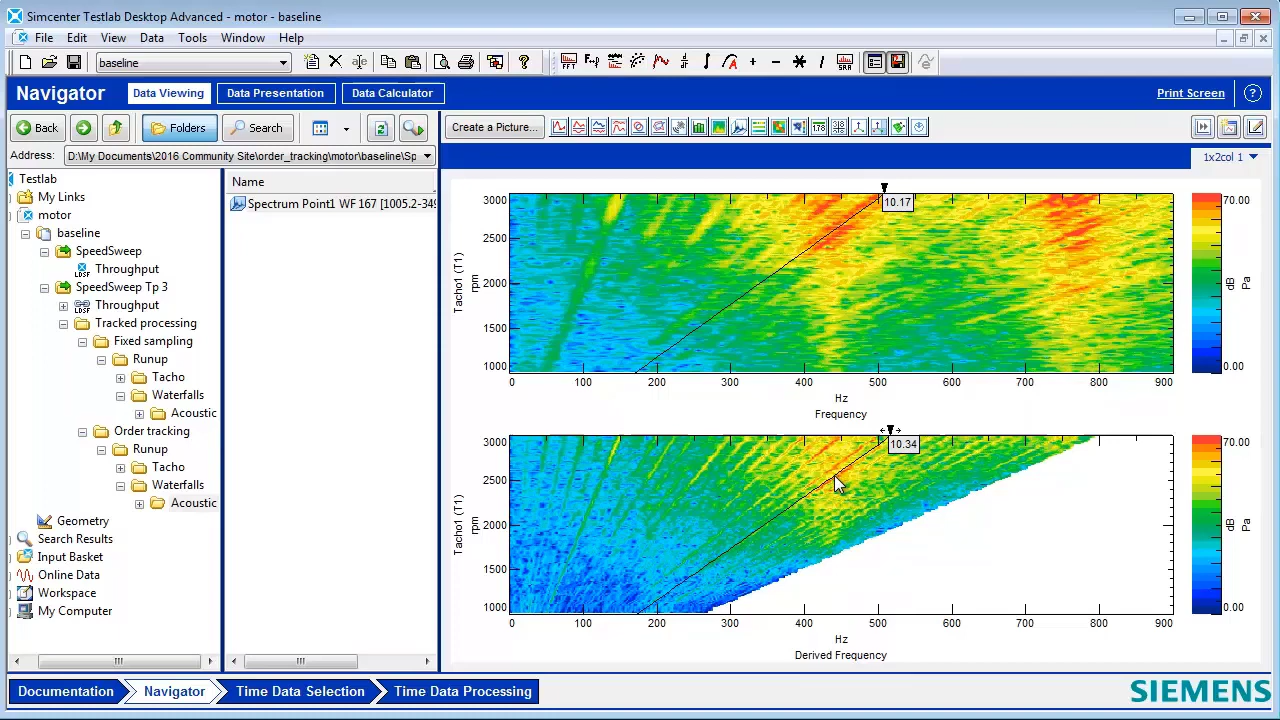 Simcenter Testlab Desktop Advanced - motor - baseline
File Edit View Data Tools Window Help
baseline
Navigator Data Viewing Data Presentation Data Calculator Print Screen
Back Folders Search Create a Picture...
Address: D:\My Documents\2016 Community Site\order_tracking\motor\baseline\Sp
1x2col 1
Testlab
My Links
motor
baseline
SpeedSweep
Throughput
SpeedSweep Tp 3
Throughput
Tracked processing
Fixed sampling
Runup
Tacho
Waterfalls
Acoustic
Order tracking
Runup
Tacho
Waterfalls
Acoustic
Geometry
Search Results
Input Basket
Online Data
Workspace
My Computer
Name
Spectrum Point1 WF 167 [1005.2-349
3000
2500
2000
1500
1000
Tacho1 (T1)
rpm
10.17
0 100 200 300 400 500 600 700 800 900
Hz
Frequency
70.00
0.00
dB
Pa
3000
2500
2000
1500
1000
Tacho1 (T1)
rpm
10.34
0 100 200 300 400 500 600 700 800 900
Hz
Derived Frequency
70.00
0.00
dB
Pa
Documentation Navigator Time Data Selection Time Data Processing
SIEMENS